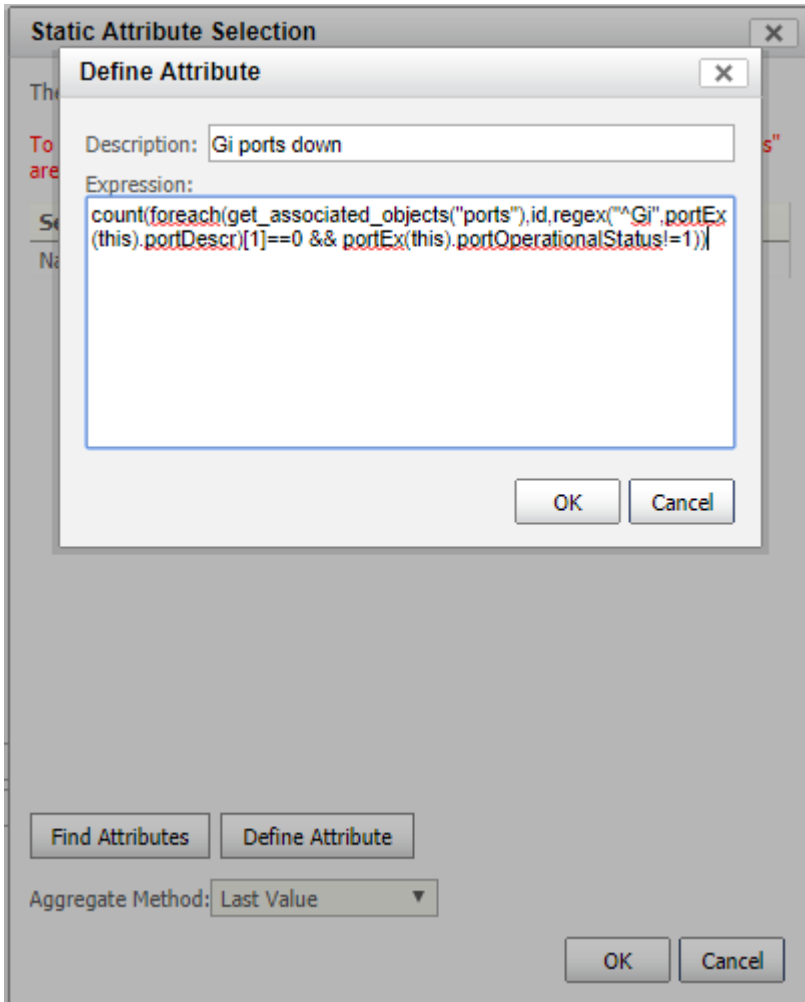 Static Attribute Selection
Define Attribute
The
To
s"
are
Description: Gi ports down
Expression:
count(foreach(get_associated_objects("ports"),id,regex("^Gi",portEx
(this).portDescr)[1]==0 && portEx(this).portOperationalStatus!=1))
OK Cancel
Find Attributes Define Attribute
Aggregate Method: Last Value
OK Cancel